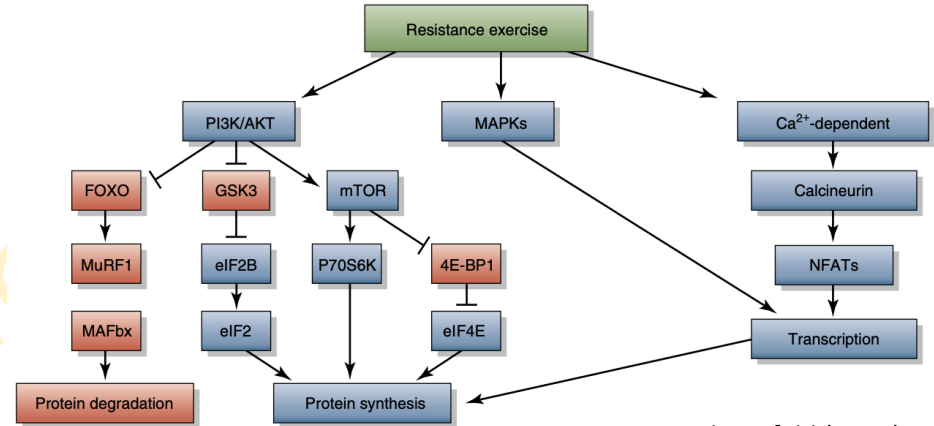 Resistance exercise
PI3K/AKT
MAPKs
Ca²⁺-dependent
FOXO
GSK3
mTOR
Calcineurin
MuRF1
eIF2B
P70S6K
4E-BP1
NFATs
MAFbx
eIF2
eIF4E
Transcription
Protein degradation
Protein synthesis